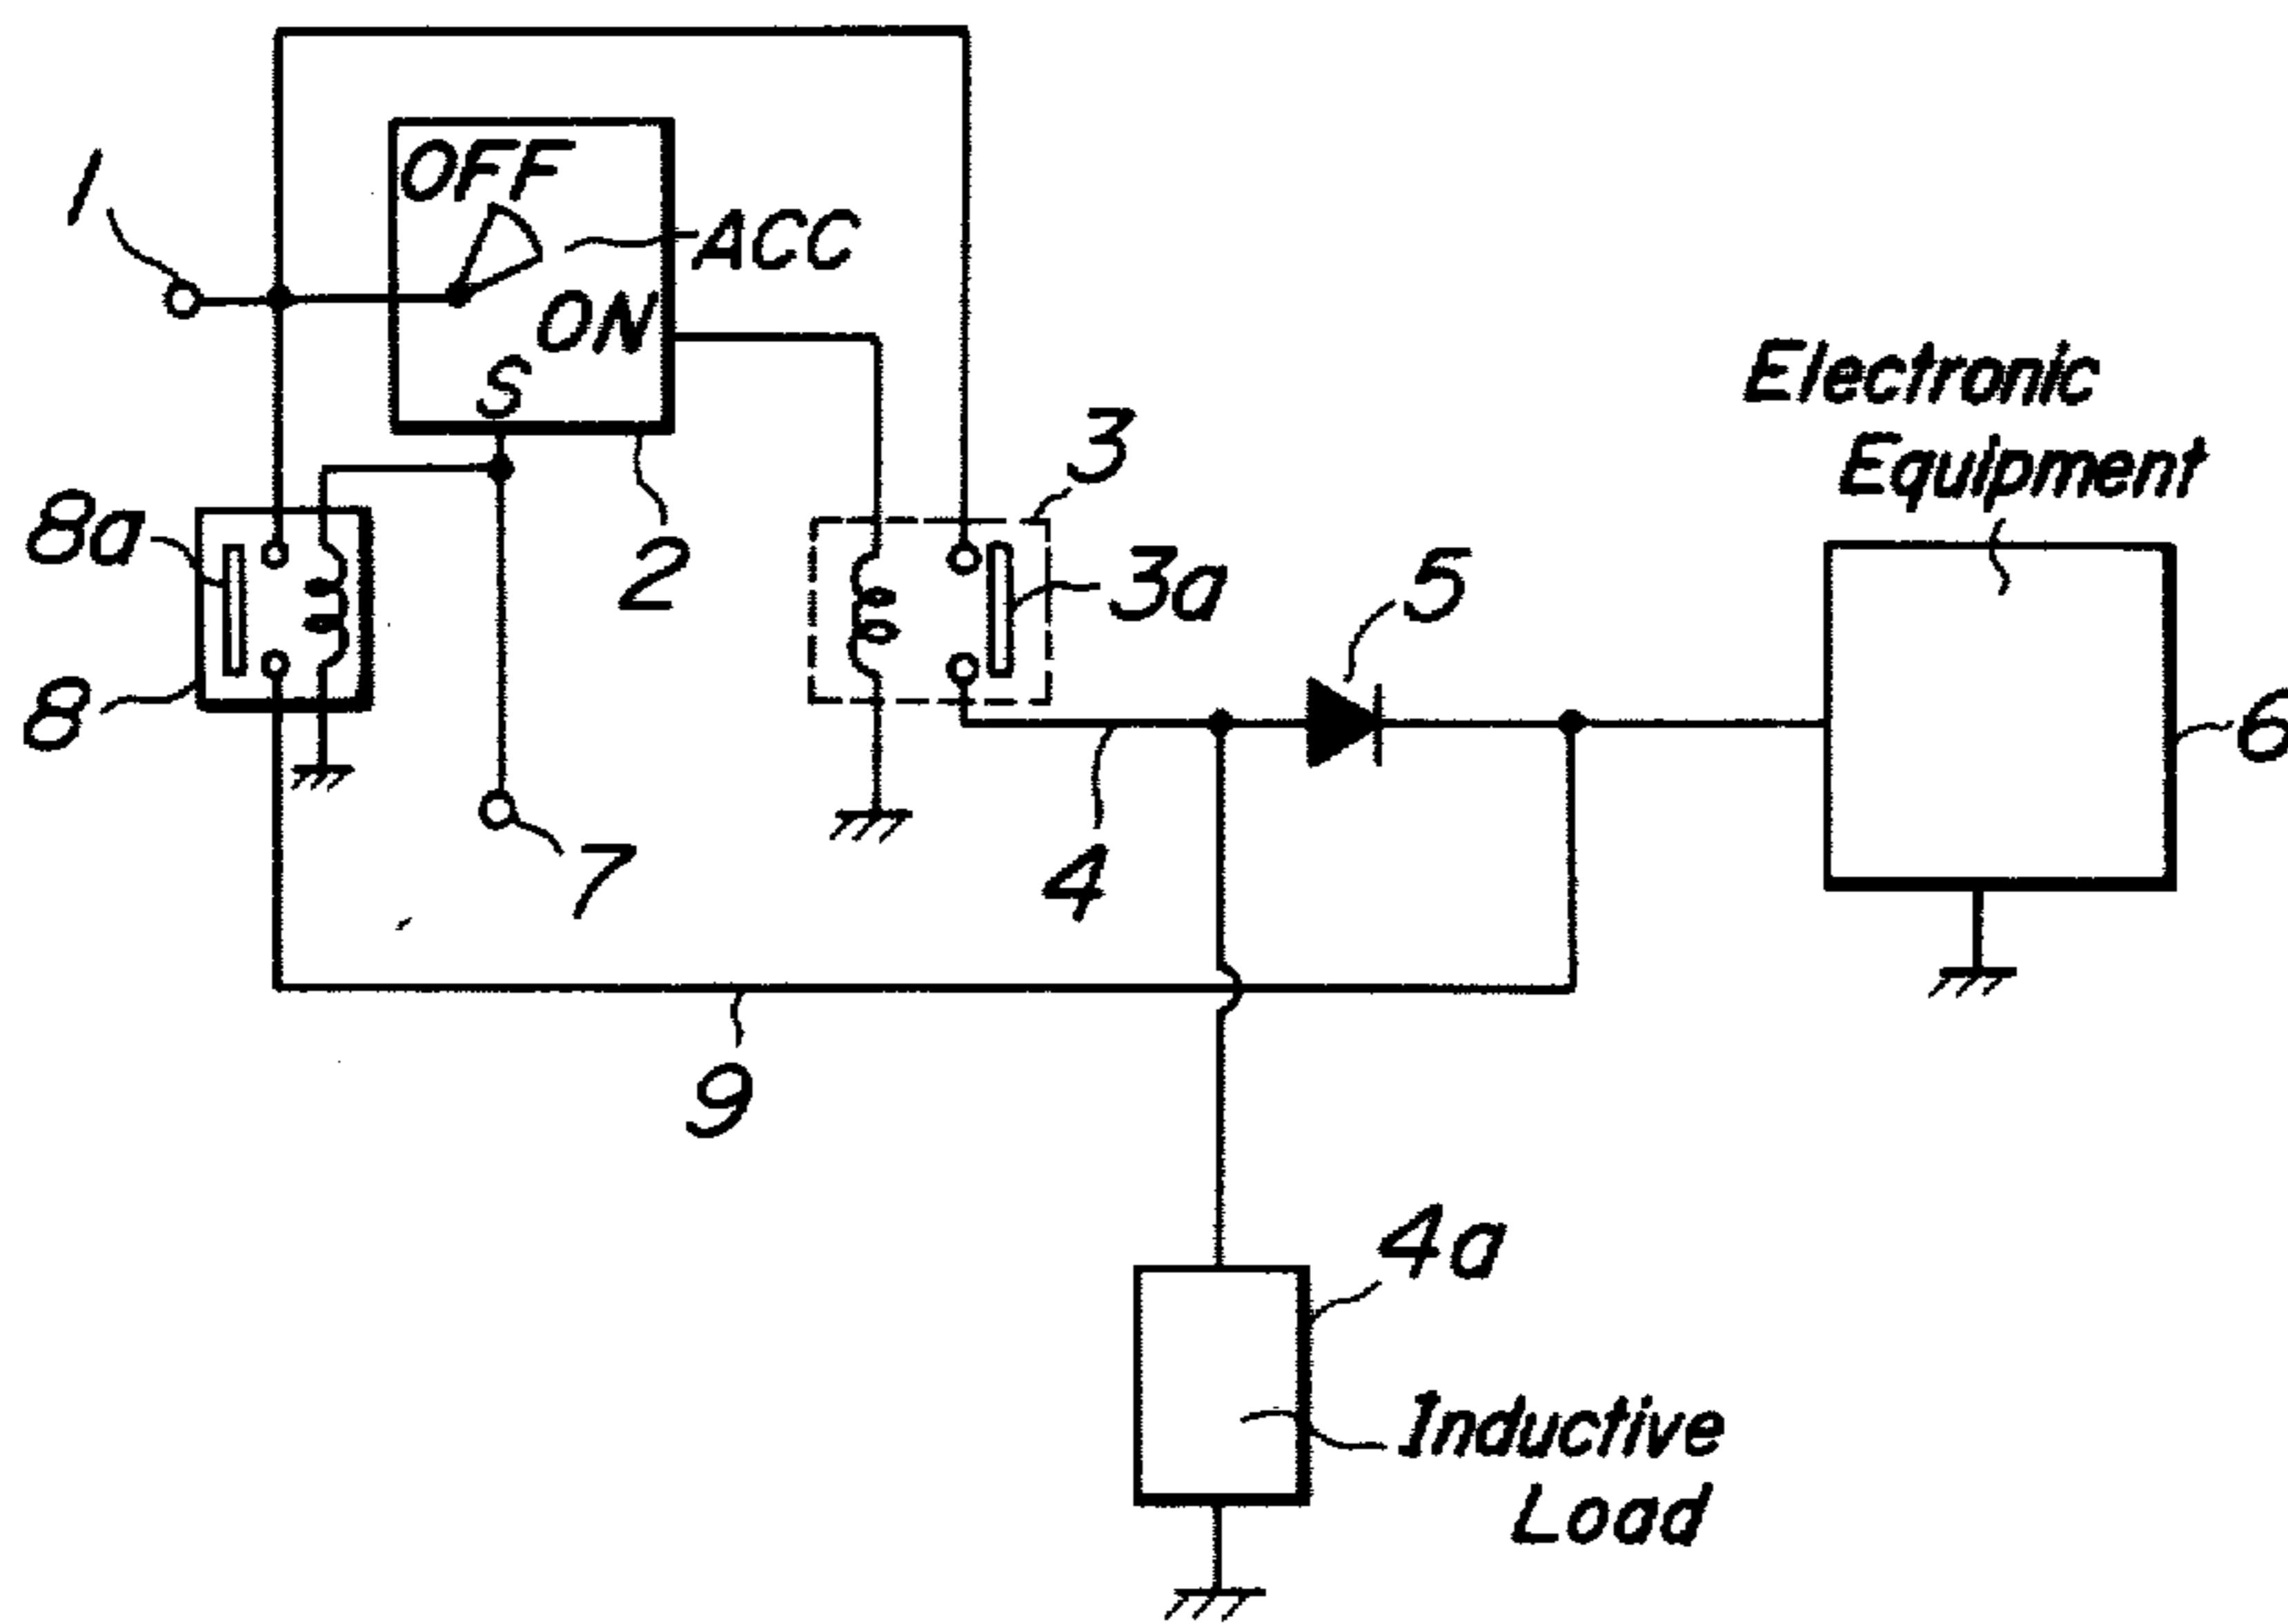 1
OFF
ACC
ON
S
Electronic
Equipment
3
8a
2
3a
5
8
6
7
4
9
4a
Inductive
Load